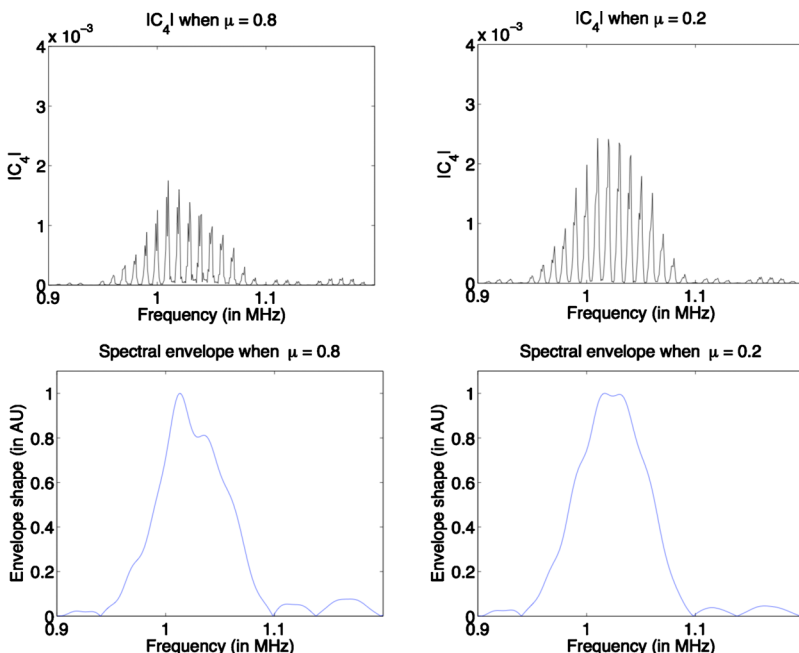 |C4| when μ = 0.8
x 10−3
4
3
2
1
0
|C4|
0.9
1
1.1
Frequency (in MHz)
|C4| when μ = 0.2
x 10−3
4
3
2
1
0
|C4|
0.9
1
1.1
Frequency (in MHz)
Spectral envelope when μ = 0.8
1
0.8
0.6
0.4
0.2
0
Envelope shape (in AU)
0.9
1
1.1
Frequency (in MHz)
Spectral envelope when μ = 0.2
1
0.8
0.6
0.4
0.2
0
Envelope shape (in AU)
0.9
1
1.1
Frequency (in MHz)